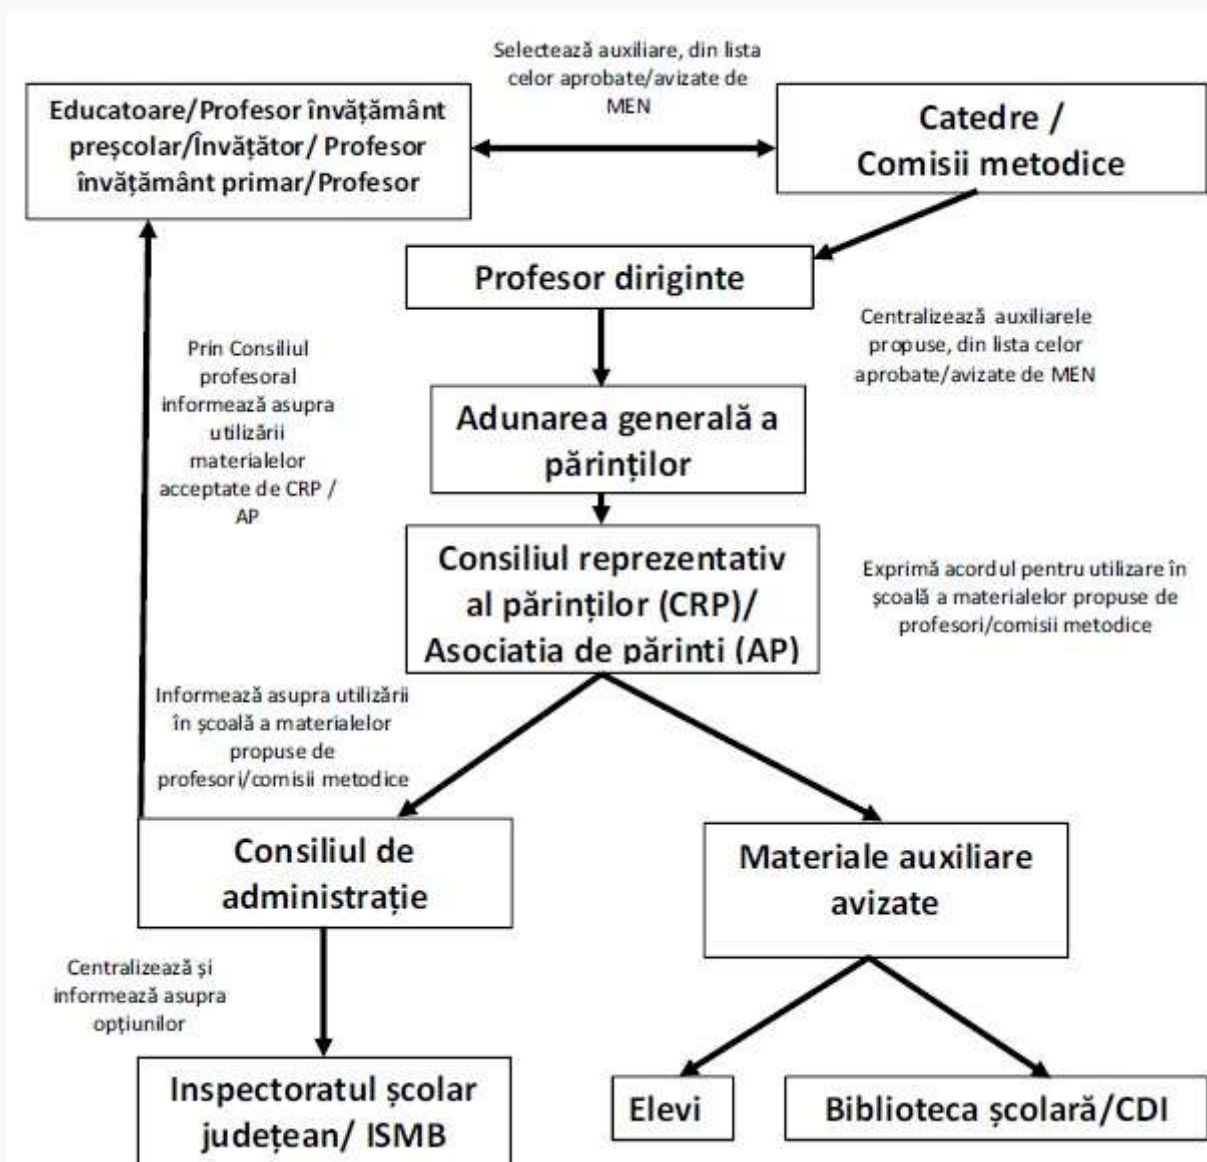 Selectează auxiliare, din lista
celor aprobate/avizate de
MEN
Educatoare/Profesor învățământ
preșcolar/Învățător/ Profesor
învățământ primar/Profesor
Catedre /
Comisii metodice
Profesor diriginte
Centralizează auxiliarele
propuse, din lista celor
aprobate/avizate de MEN
Prin Consiliul
profesoral
informează asupra
utilizării
materialelor
acceptate de CRP /
AP
Adunarea generală a
părinților
Consiliul reprezentativ
al părinților (CRP)/
Asociatia de părinti (AP)
Exprimă acordul pentru utilizare în
școală a materialelor propuse de
profesori/comisii metodice
Informează asupra utilizării
în școală a materialelor
propuse de
profesori/comisii metodice
Consiliul de
administrație
Materiale auxiliare
avizate
Centralizează și
informează asupra
opțiunilor
Inspectoratul școlar
județean/ ISMB
Elevi
Biblioteca școlară/CDI